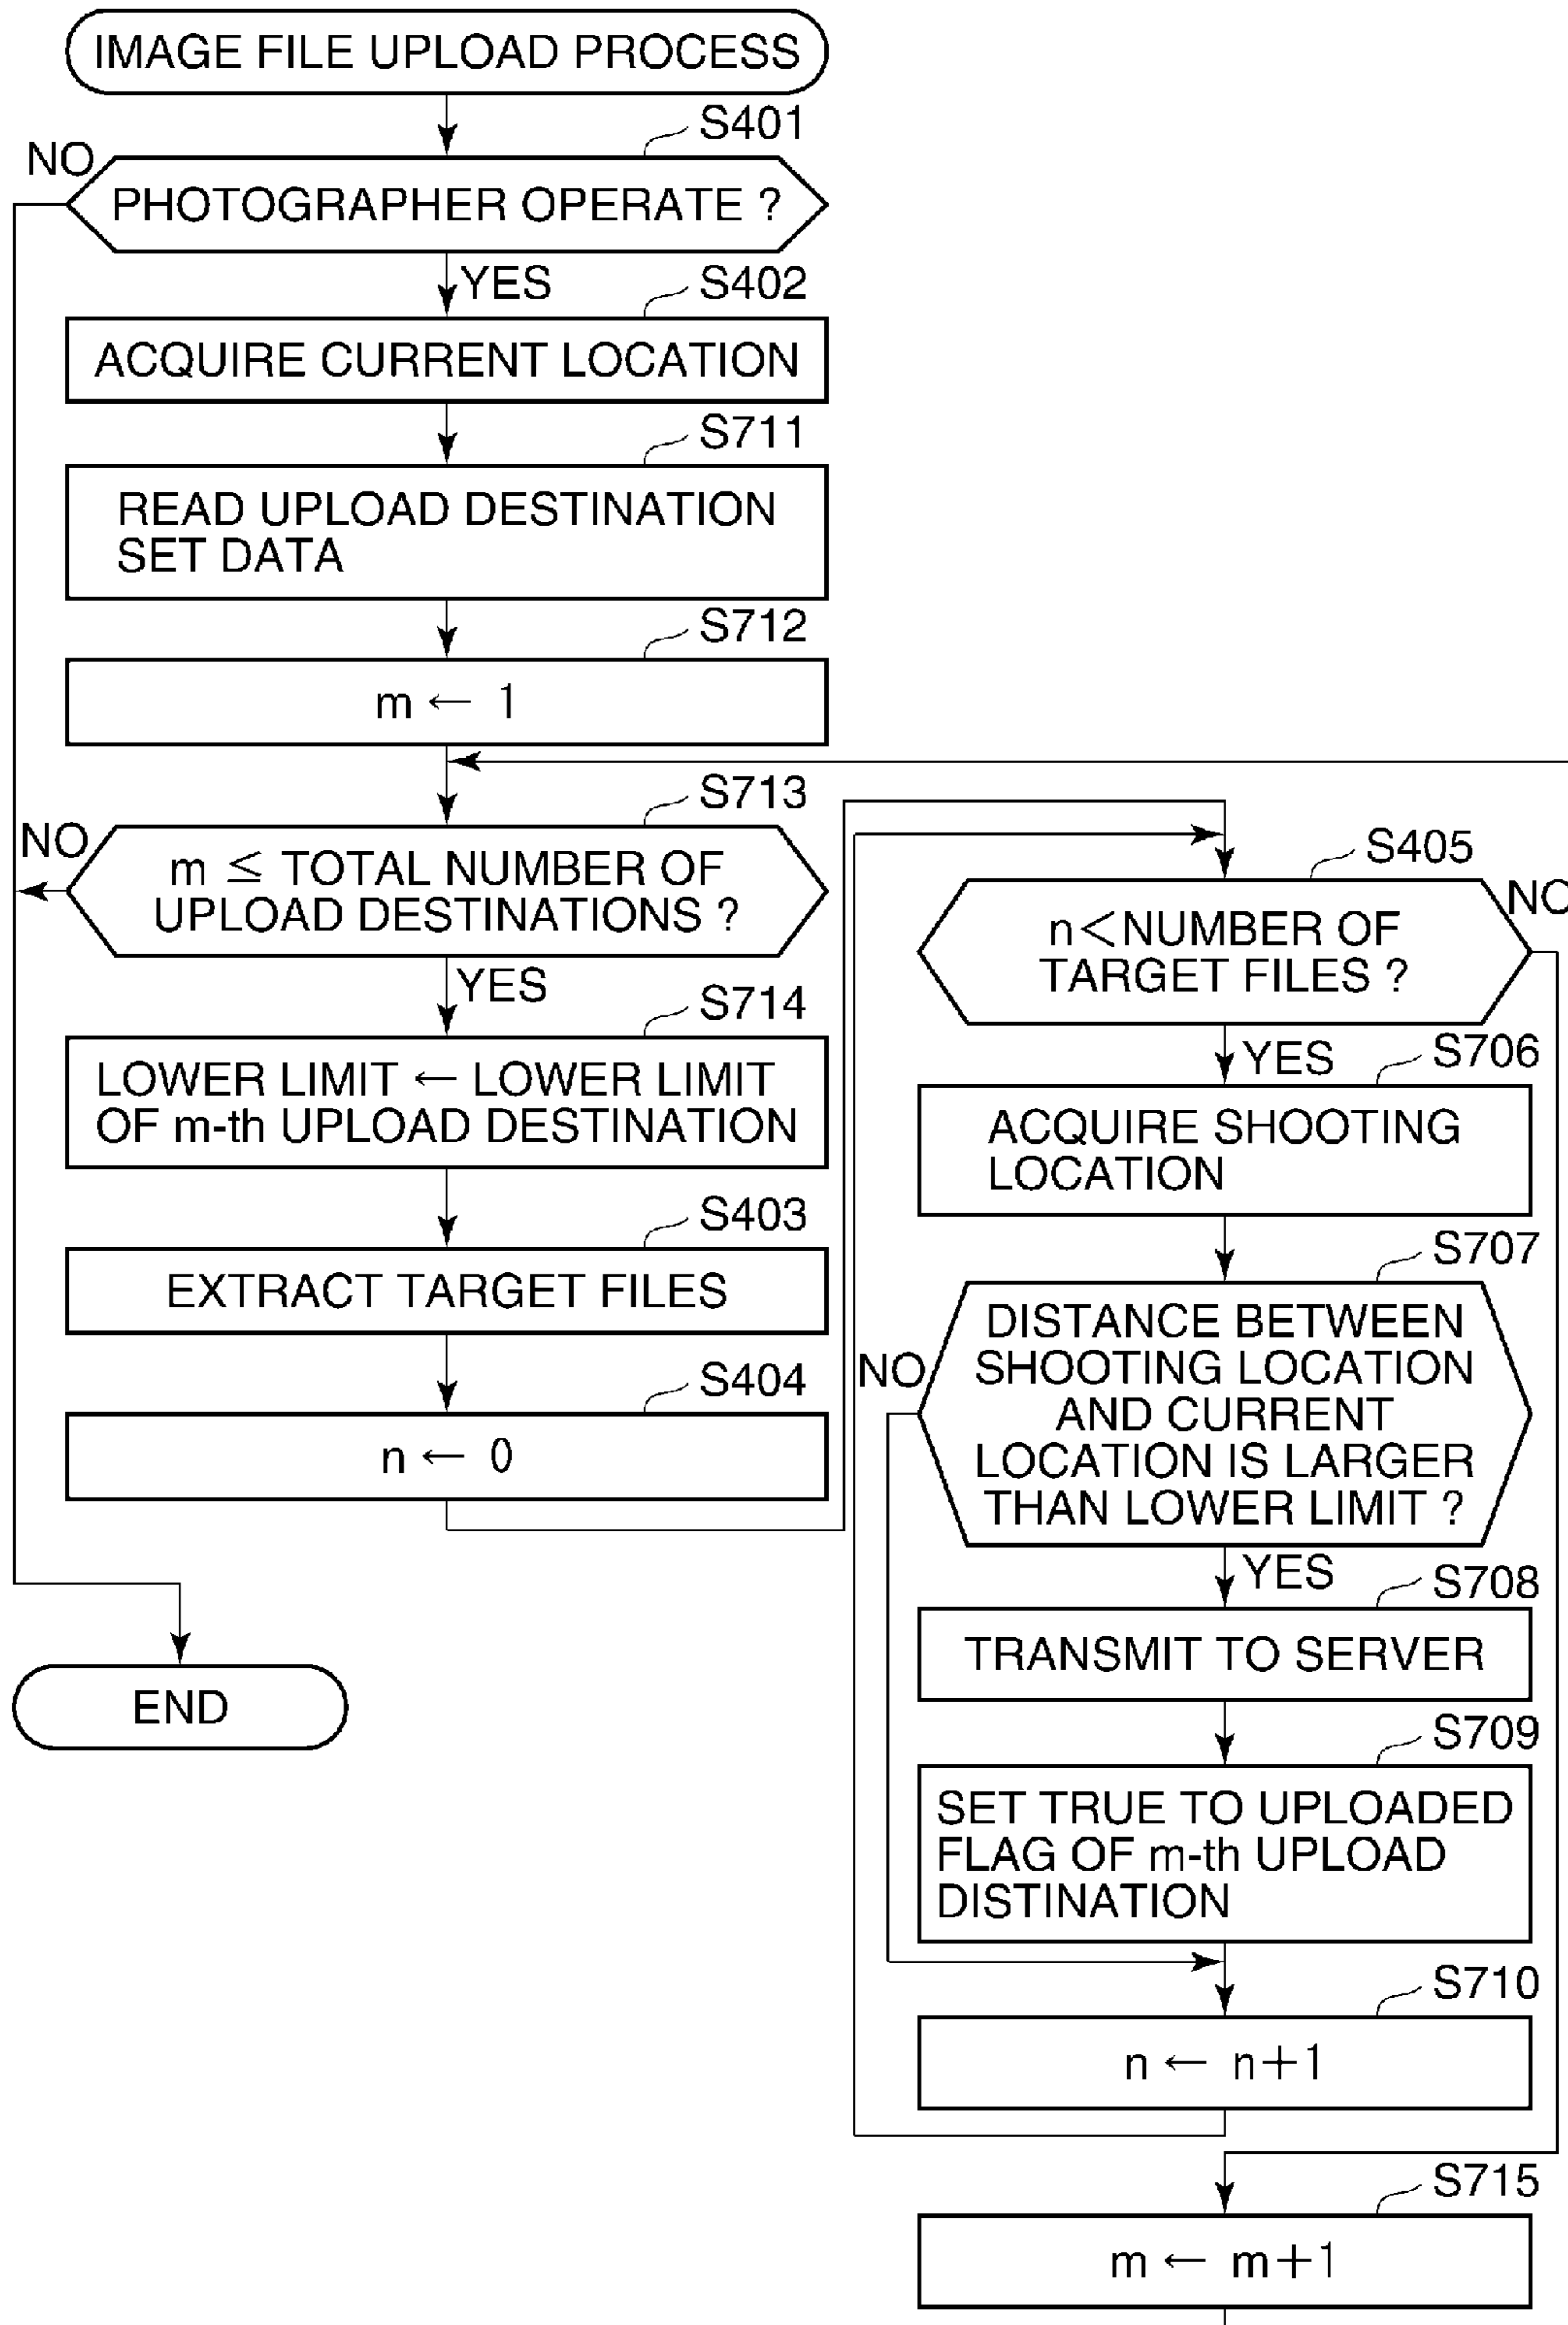 IMAGE FILE UPLOAD PROCESS
S401
NO
PHOTOGRAPHER OPERATE ?
YES
S402
ACQUIRE CURRENT LOCATION
S711
READ UPLOAD DESTINATION
SET DATA
S712
m ← 1
S713
NO
m ≤ TOTAL NUMBER OF
UPLOAD DESTINATIONS ?
YES
S714
LOWER LIMIT ← LOWER LIMIT
OF m-th UPLOAD DESTINATION
S403
EXTRACT TARGET FILES
S404
n ← 0
END
S405
NO
n<NUMBER OF
TARGET FILES ?
YES
S706
ACQUIRE SHOOTING
LOCATION
S707
NO
DISTANCE BETWEEN
SHOOTING LOCATION
AND CURRENT
LOCATION IS LARGER
THAN LOWER LIMIT ?
YES
S708
TRANSMIT TO SERVER
S709
SET TRUE TO UPLOADED
FLAG OF m-th UPLOAD
DISTINATION
S710
n ← n+1
S715
m ← m+1